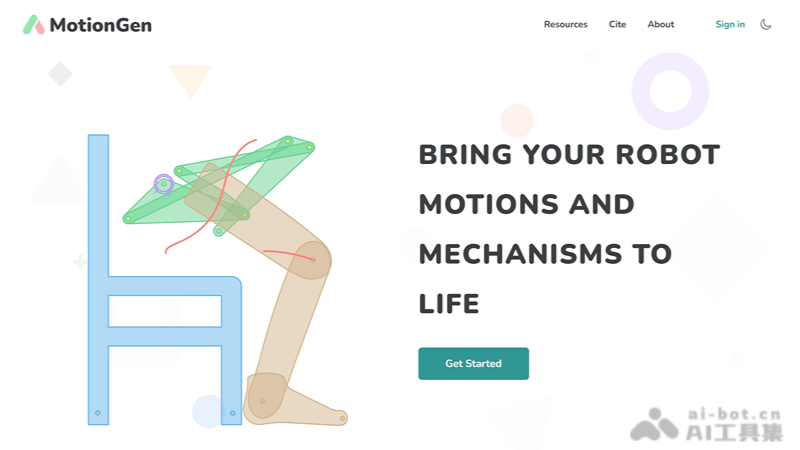 MotionGen
Resources Cite About Sign in
BRING YOUR ROBOT
MOTIONS AND
MECHANISMS TO
LIFE
Get Started
ai-bot.cn
AI工具集